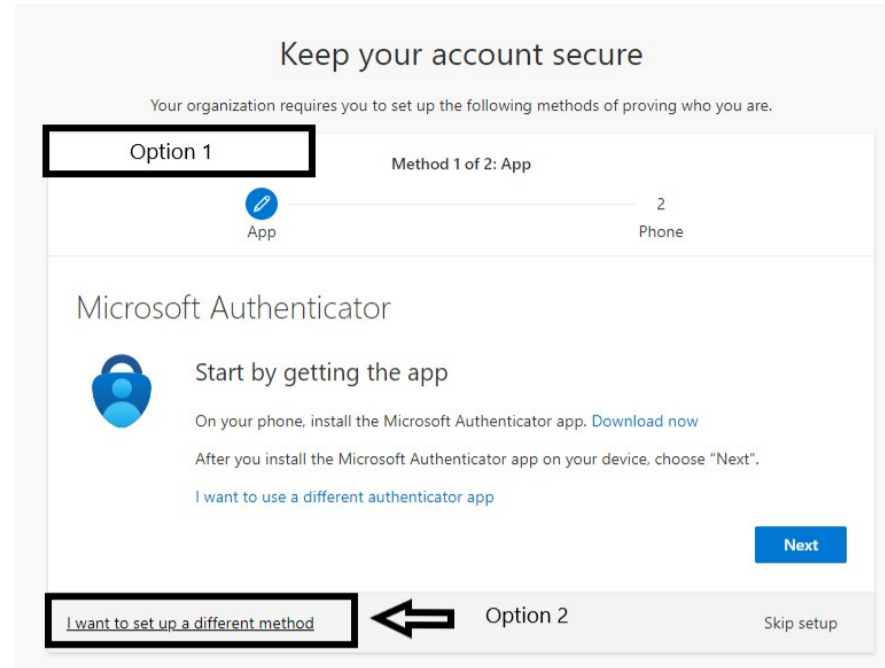 Keep your account secure
Your organization requires you to set up the following methods of proving who you are.
Option 1
Method 1 of 2: App
2
App
Phone
Microsoft Authenticator
Start by getting the app
On your phone, install the Microsoft Authenticator app. Download now
After you install the Microsoft Authenticator app on your device, choose "Next".
I want to use a different authenticator app
Next
I want to set up a different method
Option 2
Skip setup